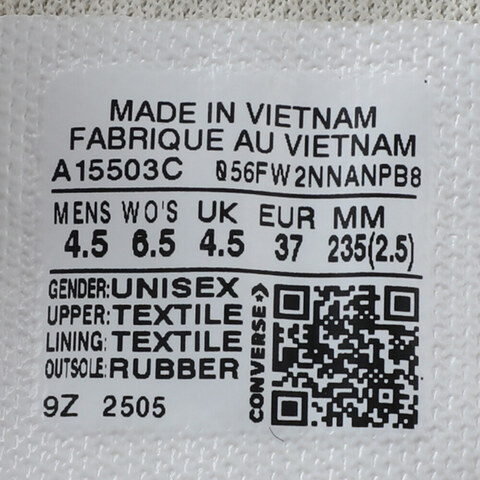 MADE IN VIETNAM
FABRIQUE AU VIETNAM
A15503C 056FW2NNANPB8
MENS WO'S UK EUR MM
4.5 6.5 4.5 37 235(2.5)
GENDER:UNISEX
UPPER:TEXTILE
LINING:TEXTILE
OUTSOLE:RUBBER
9Z 2505
CONVERSE